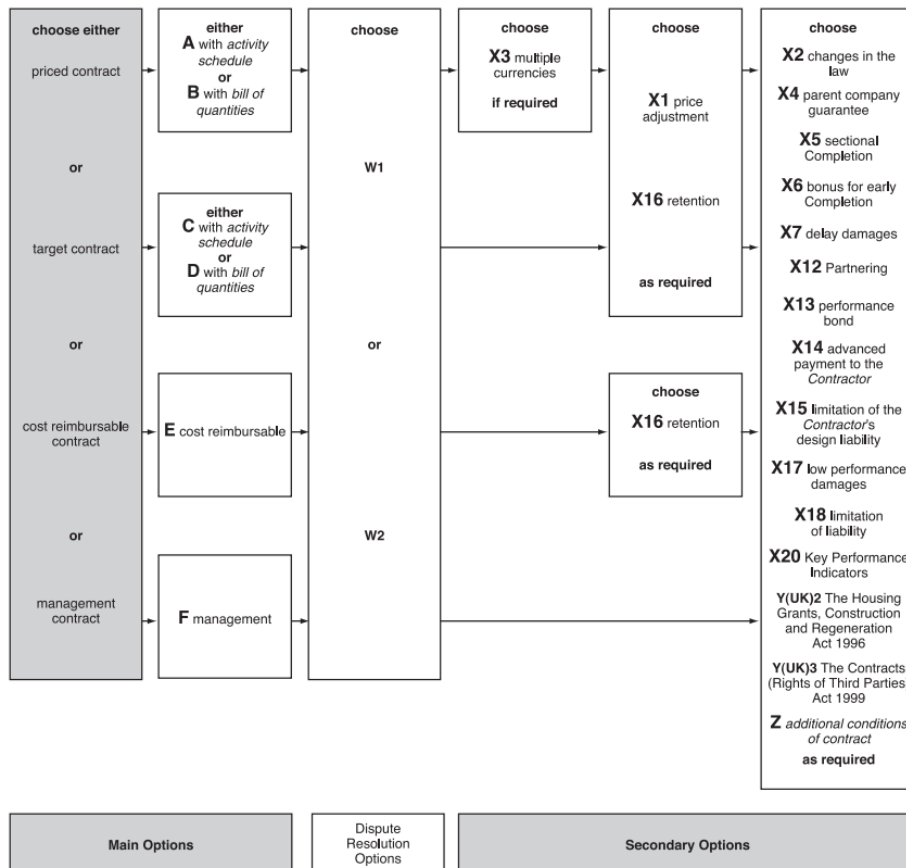 choose either
priced contract
or
target contract
or
cost reimbursable
contract
or
management
contract
either
A with activity
schedule
or
B with bill of
quantities
either
C with activity
schedule
or
D with bill of
quantities
E cost reimbursable
F management
choose
W1
or
W2
choose
X3 multiple
currencies
if required
choose
X1 price
adjustment
X16 retention
as required
choose
X16 retention
as required
choose
X2 changes in the
law
X4 parent company
guarantee
X5 sectional
Completion
X6 bonus for early
Completion
X7 delay damages
X12 Partnering
X13 performance
bond
X14 advanced
payment to the
Contractor
X15 limitation of the
Contractor's
design liability
X17 low performance
damages
X18 limitation
of liability
X20 Key Performance
Indicators
Y(UK)2 The Housing
Grants, Construction
and Regeneration
Act 1996
Y(UK)3 The Contracts
(Rights of Third Parties
Act 1999
Z additional conditions
of contract
as required
Main Options
Dispute
Resolution
Options
Secondary Options